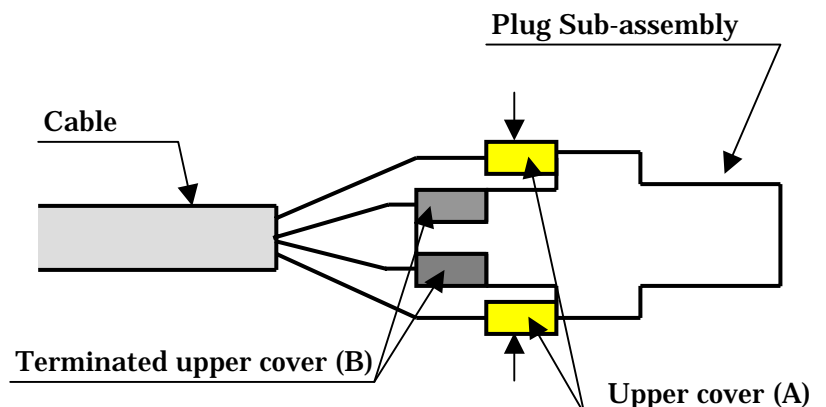 Plug Sub-assembly
Cable
Terminated upper cover (B)
Upper cover (A)